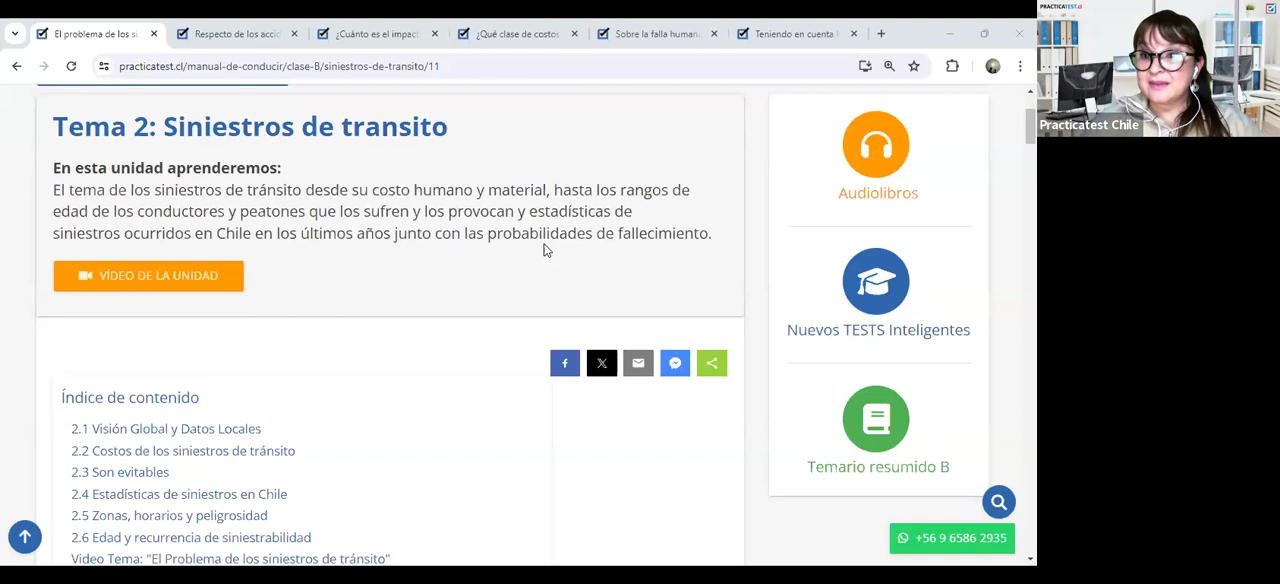 El problema de los si
Respecto de los acci
¿Cuánto es el impact
¿Qué clase de costos
Sobre la falla human
Teniendo en cuenta
practicatest.cl/manual-de-conducir/clase-B/siniestros-de-transito/11
PRACTICATEST.cl
Practicatest Chile
Tema 2: Siniestros de transito
En esta unidad aprenderemos:
El tema de los siniestros de tránsito desde su costo humano y material, hasta los rangos de
edad de los conductores y peatones que los sufren y los provocan y estadísticas de
siniestros ocurridos en Chile en los últimos años junto con las probabilidades de fallecimiento.
VÍDEO DE LA UNIDAD
Índice de contenido
2.1 Visión Global y Datos Locales
2.2 Costos de los siniestros de tránsito
2.3 Son evitables
2.4 Estadísticas de siniestros en Chile
2.5 Zonas, horarios y peligrosidad
2.6 Edad y recurrencia de siniestrabilidad
Video Tema: "El Problema de los siniestros de tránsito"
Audiolibros
Nuevos TESTS Inteligentes
Temario resumido B
+56 9 6586 2935